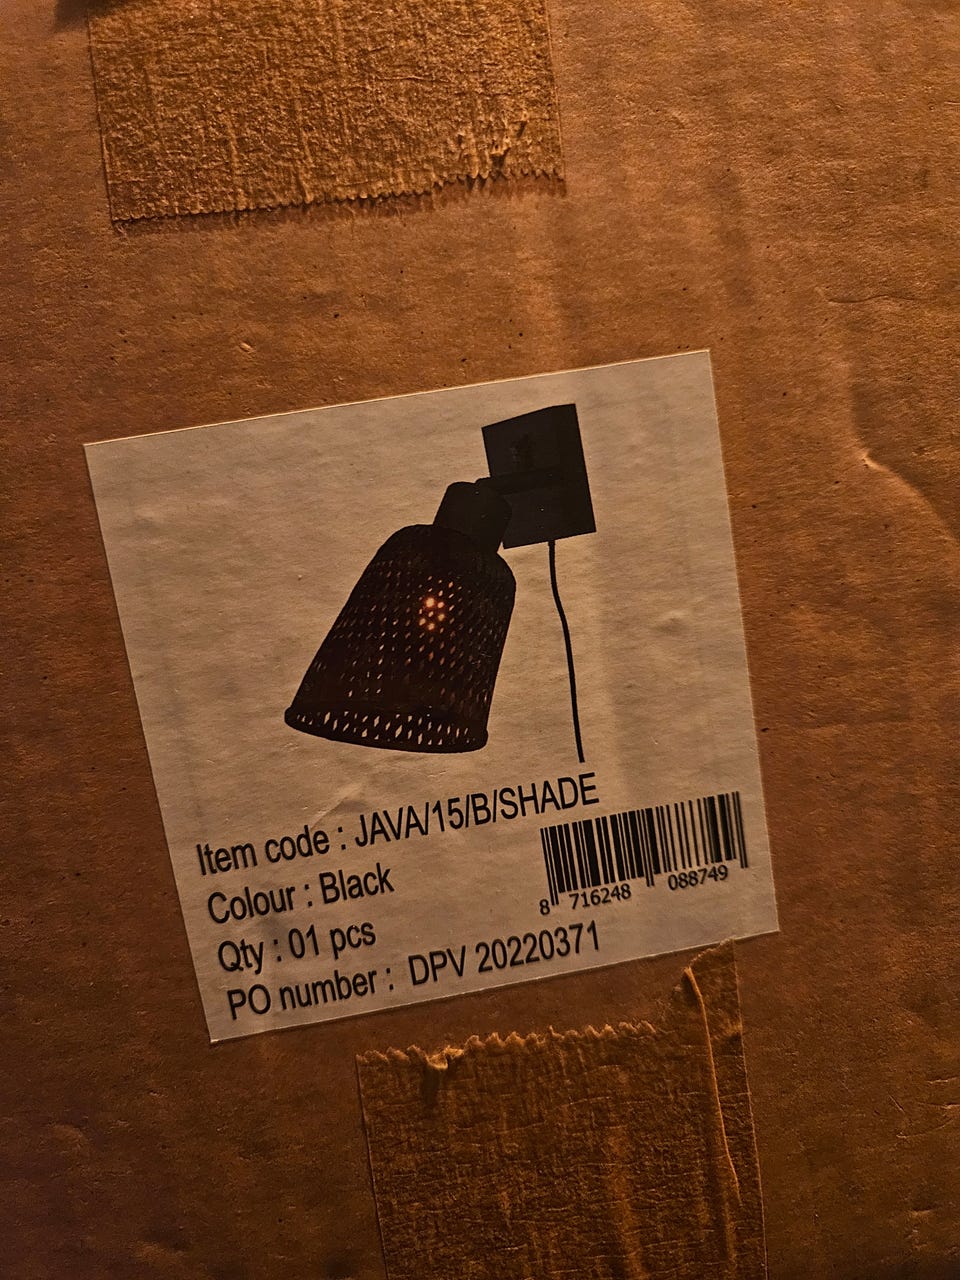 Item code : JAVA/15/B/SHADE
Colour : Black
Qty : 01 pcs
PO number : DPV 20220371
8 716248 088749